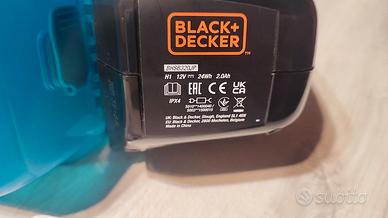 BLACK+
DECKER
BHSB320JP
H1 12V⎓ 24Wh 2.0Ah
IPX4
UK: Black & Decker, Slough, England SL1 4DX
EU: Black & Decker, 2800 Mechelen, Belgium
Made in China
subito